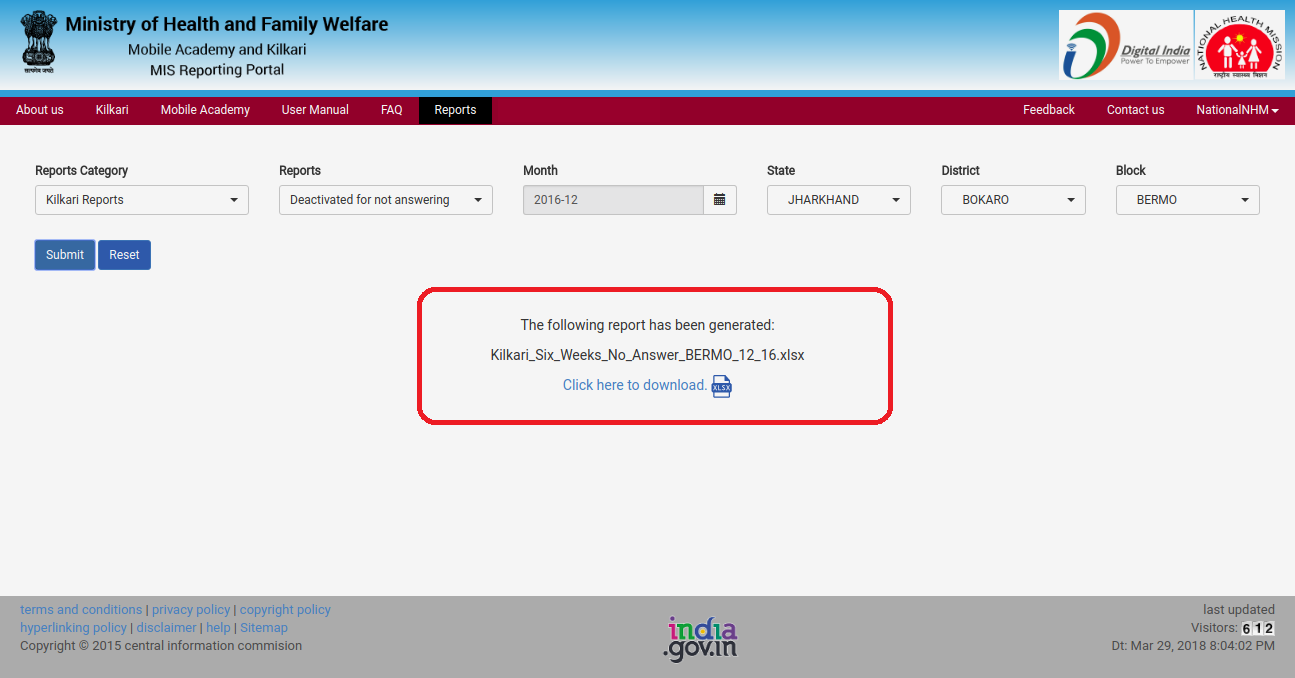 Ministry of Health and Family Welfare
Mobile Academy and Kilkari
MIS Reporting Portal
सत्यमेव जयते
Digital India
Power To Empower
NATIONAL HEALTH MISSION
राष्ट्रीय स्वास्थ्य मिशन
About us Kilkari Mobile Academy User Manual FAQ Reports Feedback Contact us NationalNHM
Reports Category Reports Month State District Block
Kilkari Reports Deactivated for not answering 2016-12 JHARKHAND BOKARO BERMO
Submit Reset
The following report has been generated:
Kilkari_Six_Weeks_No_Answer_BERMO_12_16.xlsx
Click here to download. XLSX
terms and conditions | privacy policy | copyright policy
hyperlinking policy | disclaimer | help | Sitemap
Copyright © 2015 central information commision
india
.gov.in
last updated
Visitors: 612
Dt: Mar 29, 2018 8:04:02 PM